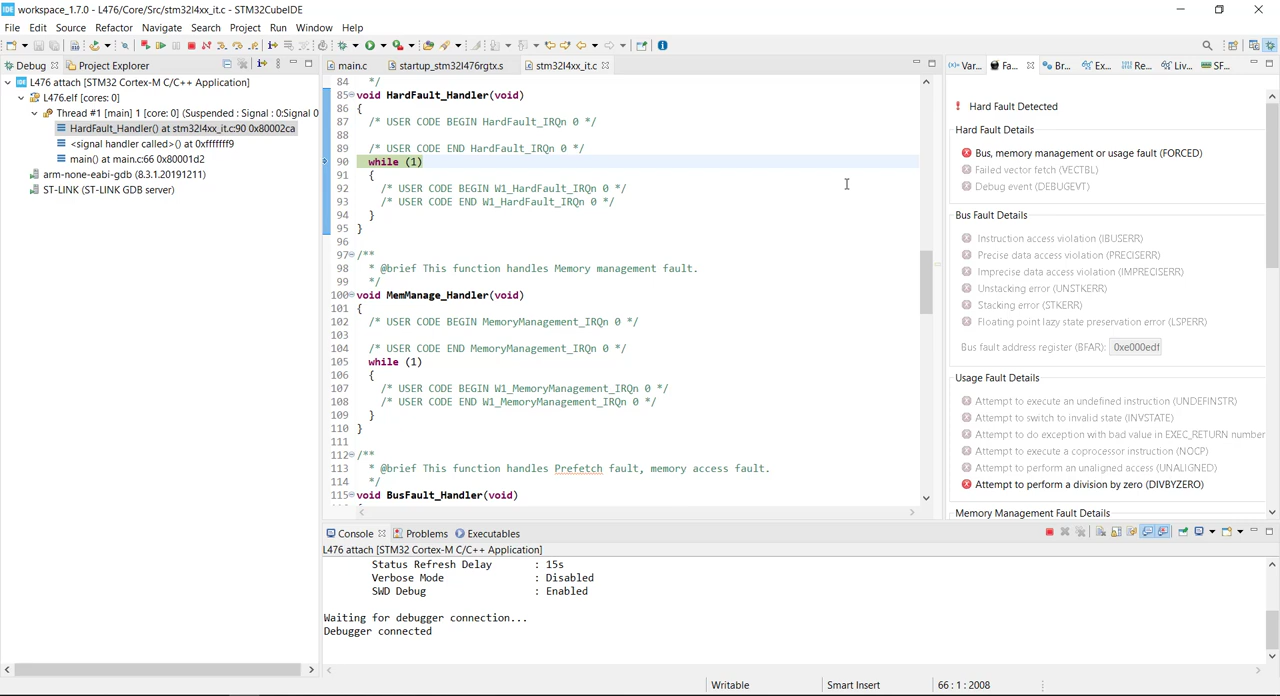 workspace_1.7.0 - L476/Core/Src/stm32l4xx_it.c - STM32CubeIDE
File Edit Source Refactor Navigate Search Project Run Window Help
Debug Project Explorer
L476 attach [STM32 Cortex-M C/C++ Application]
L476.elf [cores: 0]
Thread #1 [main] 1 [core: 0] (Suspended : Signal : 0:Signal 0
HardFault_Handler() at stm32l4xx_it.c:90 0x80002ca
<signal handler called>() at 0xfffffff9
main() at main.c:66 0x80001d2
arm-none-eabi-gdb (8.3.1.20191211)
ST-LINK (ST-LINK GDB server)
main.c startup_stm32l476rgtx.s stm32l4xx_it.c
84 */
85 void HardFault_Handler(void)
86 {
87 /* USER CODE BEGIN HardFault_IRQn 0 */
88
89 /* USER CODE END HardFault_IRQn 0 */
90 while (1)
91 {
92 /* USER CODE BEGIN W1_HardFault_IRQn 0 */
93 /* USER CODE END W1_HardFault_IRQn 0 */
94 }
95 }
96
97 /**
98 * @brief This function handles Memory management fault.
99 */
100 void MemManage_Handler(void)
101 {
102 /* USER CODE BEGIN MemoryManagement_IRQn 0 */
103
104 /* USER CODE END MemoryManagement_IRQn 0 */
105 while (1)
106 {
107 /* USER CODE BEGIN W1_MemoryManagement_IRQn 0 */
108 /* USER CODE END W1_MemoryManagement_IRQn 0 */
109 }
110 }
111
112 /**
113 * @brief This function handles Prefetch fault, memory access fault.
114 */
115 void BusFault_Handler(void)
Var... Fa... Br... Ex... Re... Liv... SF...
Hard Fault Detected
Hard Fault Details
Bus, memory management or usage fault (FORCED)
Failed vector fetch (VECTBL)
Debug event (DEBUGEVT)
Bus Fault Details
Instruction access violation (IBUSERR)
Precise data access violation (PRECISERR)
Imprecise data access violation (IMPRECISERR)
Unstacking error (UNSTKERR)
Stacking error (STKERR)
Floating point lazy state preservation error (LSPERR)
Bus fault address register (BFAR): 0xe000edf
Usage Fault Details
Attempt to execute an undefined instruction (UNDEFINSTR)
Attempt to switch to invalid state (INVSTATE)
Attempt to do exception with bad value in EXEC_RETURN number
Attempt to execute a coprocessor instruction (NOCP)
Attempt to perform an unaligned access (UNALIGNED)
Attempt to perform a division by zero (DIVBYZERO)
Memory Management Fault Details
Console Problems Executables
L476 attach [STM32 Cortex-M C/C++ Application]
Status Refresh Delay : 15s
Verbose Mode : Disabled
SWD Debug : Enabled
Waiting for debugger connection...
Debugger connected
Writable Smart Insert 66 : 1 : 2008